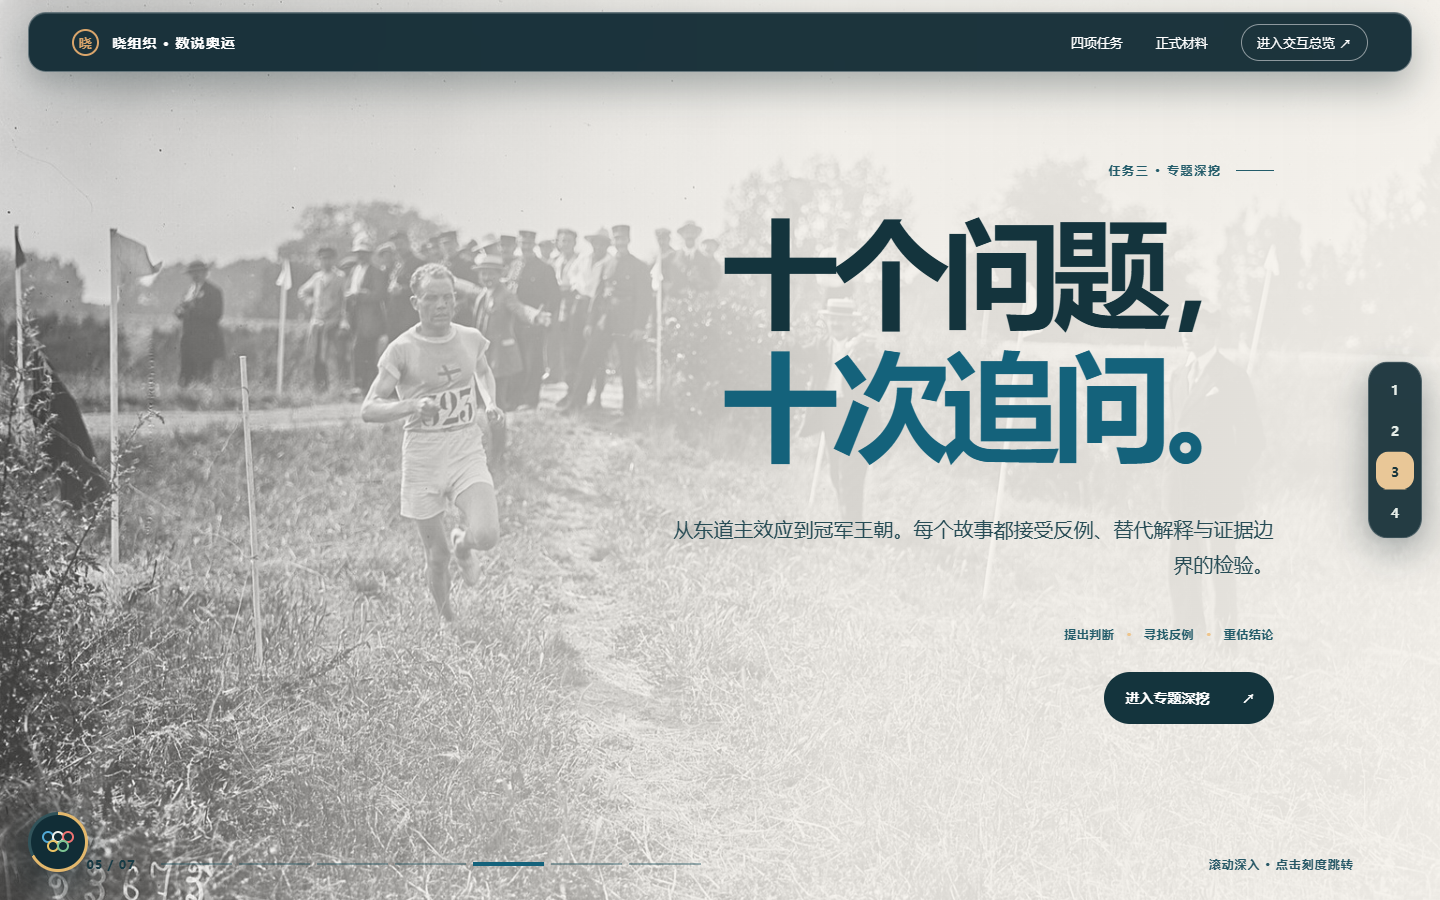 晓 晓组织 • 数说奥运 四项任务 正式材料 进入交互总览 ↗
任务三 • 专题深挖
十个问题，
十次追问。
从东道主效应到冠军王朝。每个故事都接受反例、替代解释与证据边
界的检验。
提出判断 • 寻找反例 • 重估结论
进入专题深挖 ↗
1
2
3
4
523
05 / 07
滚动深入 • 点击刻度跳转